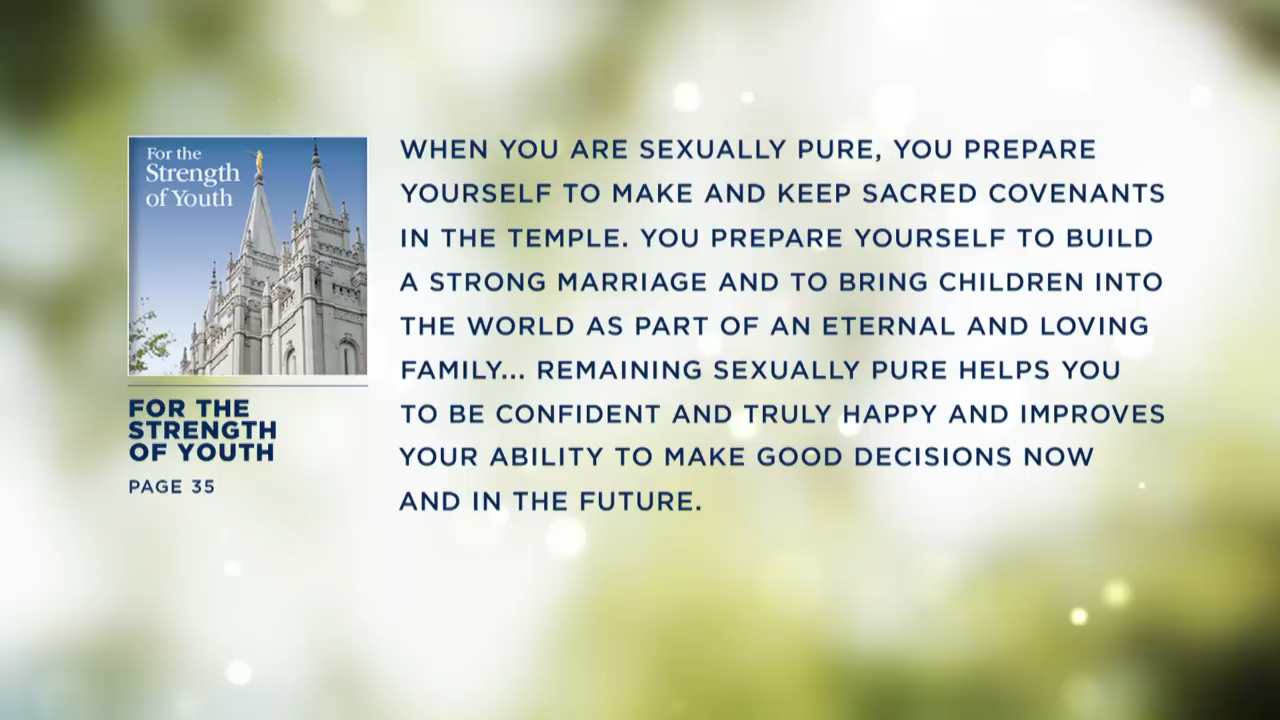 For the
Strength
of Youth
FOR THE
STRENGTH
OF YOUTH
PAGE 35
WHEN YOU ARE SEXUALLY PURE, YOU PREPARE
YOURSELF TO MAKE AND KEEP SACRED COVENANTS
IN THE TEMPLE. YOU PREPARE YOURSELF TO BUILD
A STRONG MARRIAGE AND TO BRING CHILDREN INTO
THE WORLD AS PART OF AN ETERNAL AND LOVING
FAMILY... REMAINING SEXUALLY PURE HELPS YOU
TO BE CONFIDENT AND TRULY HAPPY AND IMPROVES
YOUR ABILITY TO MAKE GOOD DECISIONS NOW
AND IN THE FUTURE.